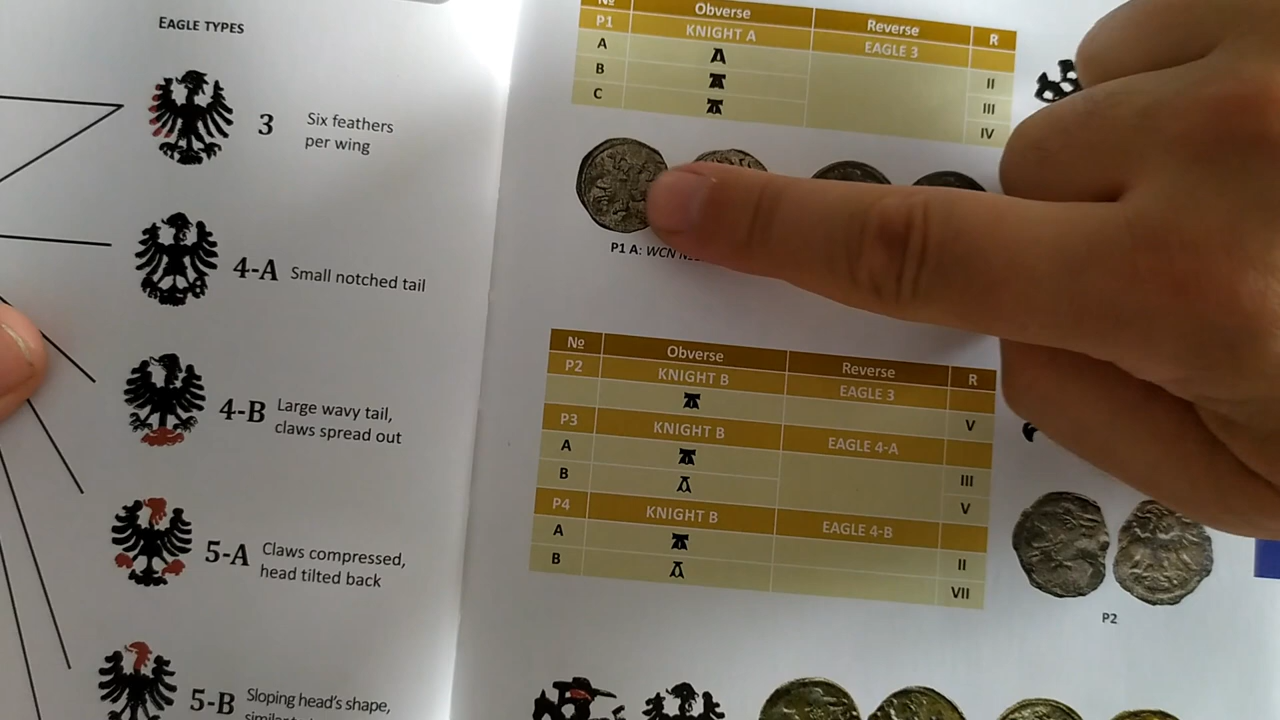 EAGLE TYPES
3 Six feathers
per wing
4-A Small notched tail
4-B Large wavy tail,
claws spread out
5-A Claws compressed,
head tilted back
5-B Sloping head's shape,
№ Obverse Reverse R
P1 KNIGHT A EAGLE 3
A II
B III
C IV
P1 A: WCN
№ Obverse Reverse R
P2 KNIGHT B EAGLE 3
V
P3 KNIGHT B EAGLE 4-A
A III
B V
P4 KNIGHT B EAGLE 4-B
A II
B VII
P2